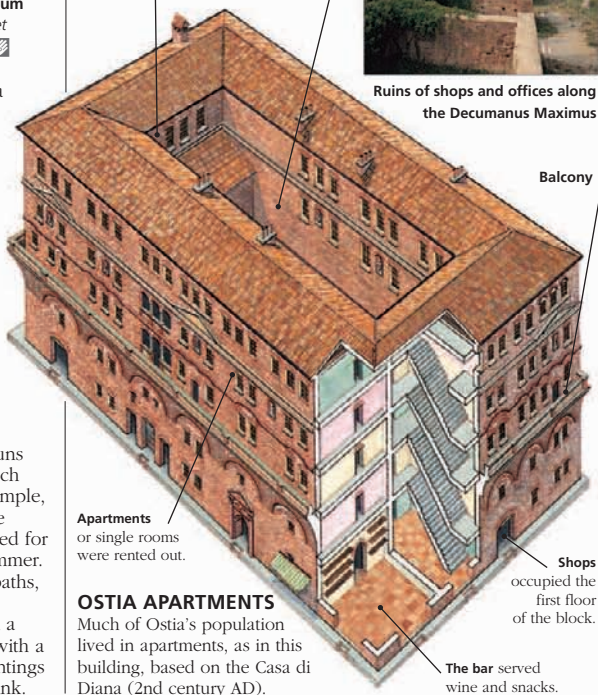 um
et
a
uns
ch
mple,
e
ed for
mmer.
baths,
a
with a
ntings
nk.
Ruins of shops and offices along
the Decumanus Maximus
Balcony
Apartments
or single rooms
were rented out.
OSTIA APARTMENTS
Much of Ostia's population
lived in apartments, as in this
building, based on the Casa di
Diana (2nd century AD).
Shops
occupied the
first floor
of the block.
The bar served
wine and snacks.